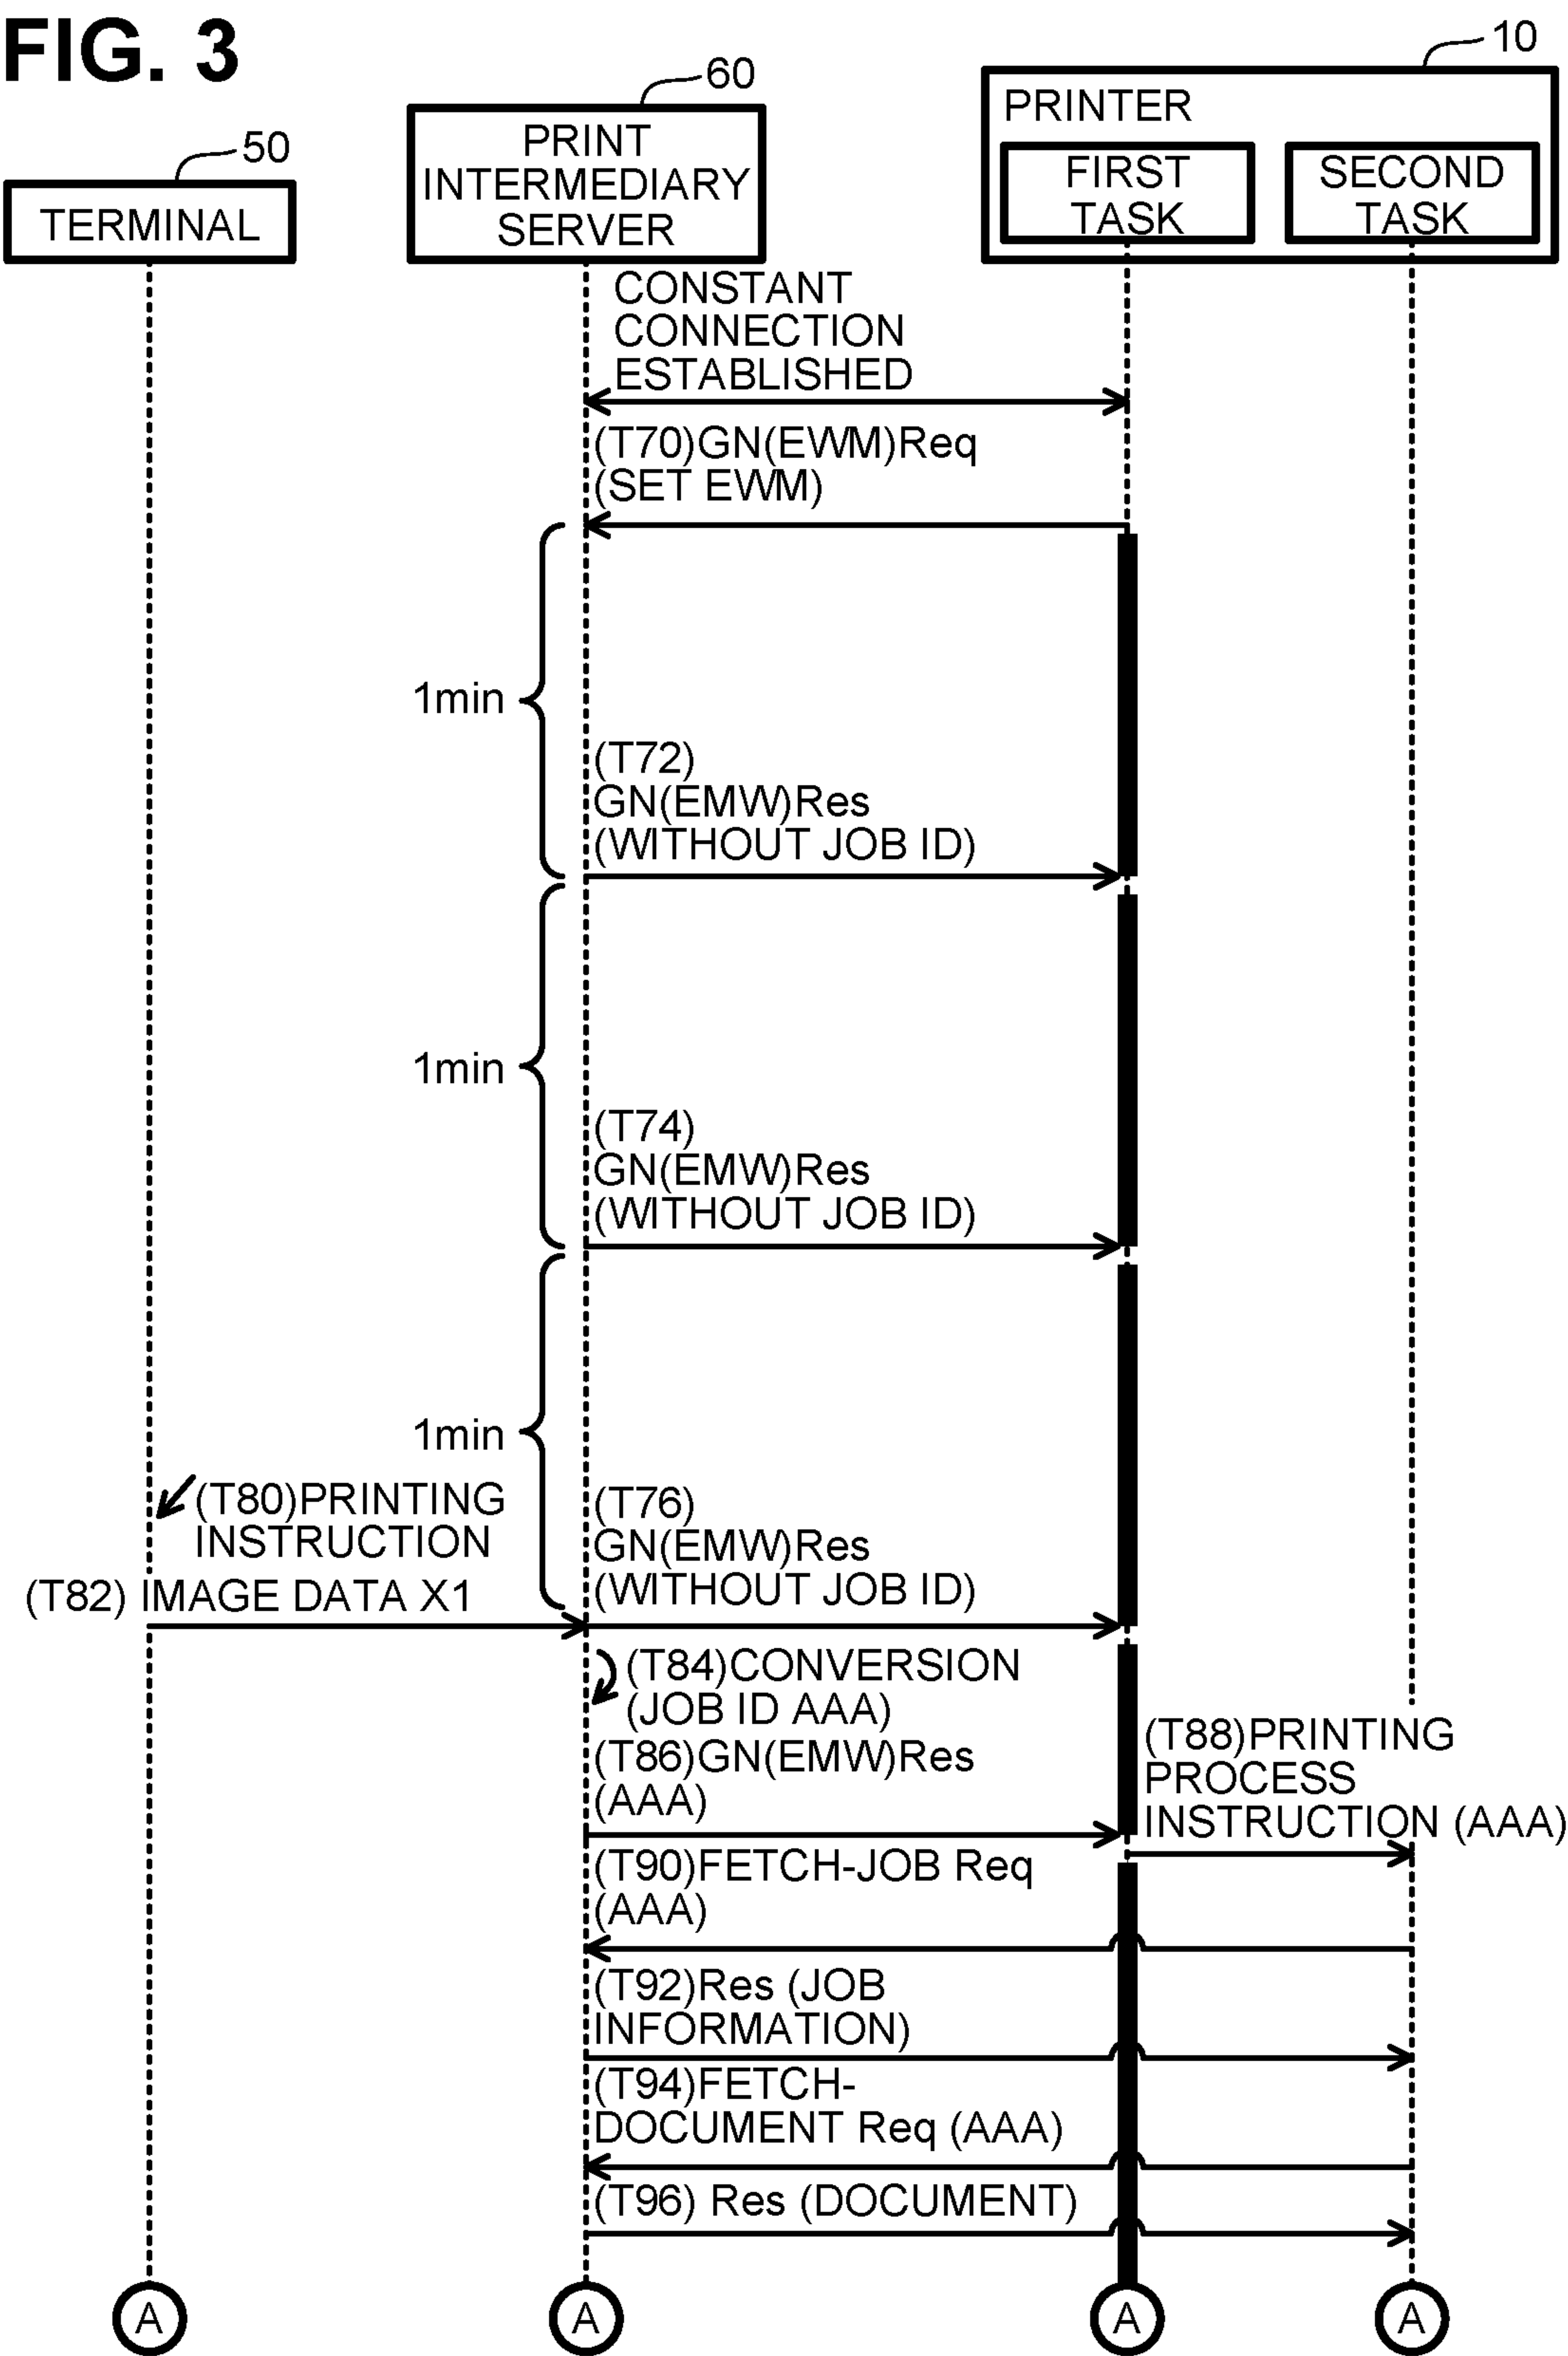 FIG. 3
10
60
PRINTER
50
PRINT
INTERMEDIARY
SERVER
FIRST
TASK
SECOND
TASK
TERMINAL
CONSTANT
CONNECTION
ESTABLISHED
(T70)GN(EWM)Req
(SET EWM)
1min
(T72)
GN(EMW)Res
(WITHOUT JOB ID)
1min
(T74)
GN(EMW)Res
(WITHOUT JOB ID)
1min
(T80)PRINTING
INSTRUCTION
(T76)
GN(EMW)Res
(WITHOUT JOB ID)
(T82) IMAGE DATA X1
(T84)CONVERSION
(JOB ID AAA)
(T86)GN(EMW)Res
(AAA)
(T88)PRINTING
PROCESS
INSTRUCTION (AAA)
(T90)FETCH-JOB Req
(AAA)
(T92)Res (JOB
INFORMATION)
(T94)FETCH-
DOCUMENT Req (AAA)
(T96) Res (DOCUMENT)
A
A
A
A